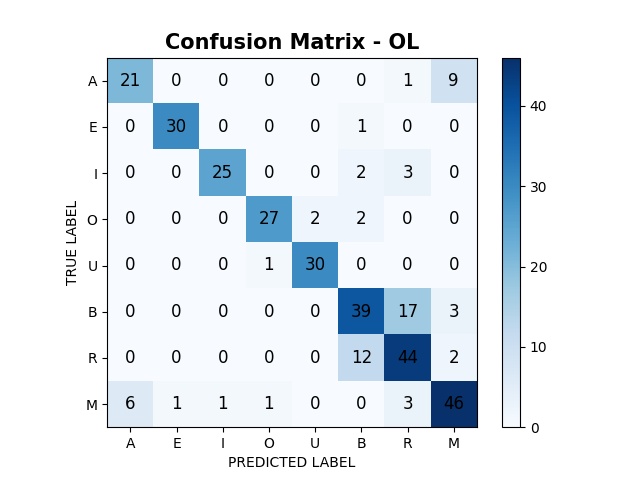 Confusion Matrix - OL
A 21 0 0 0 0 0 1 9
E 0 30 0 0 0 1 0 0
I 0 0 25 0 0 2 3 0
O 0 0 0 27 2 2 0 0
U 0 0 0 1 30 0 0 0
B 0 0 0 0 0 39 17 3
R 0 0 0 0 0 12 44 2
M 6 1 1 1 0 0 3 46
A E I O U B R M
TRUE LABEL
PREDICTED LABEL
40
30
20
10
0